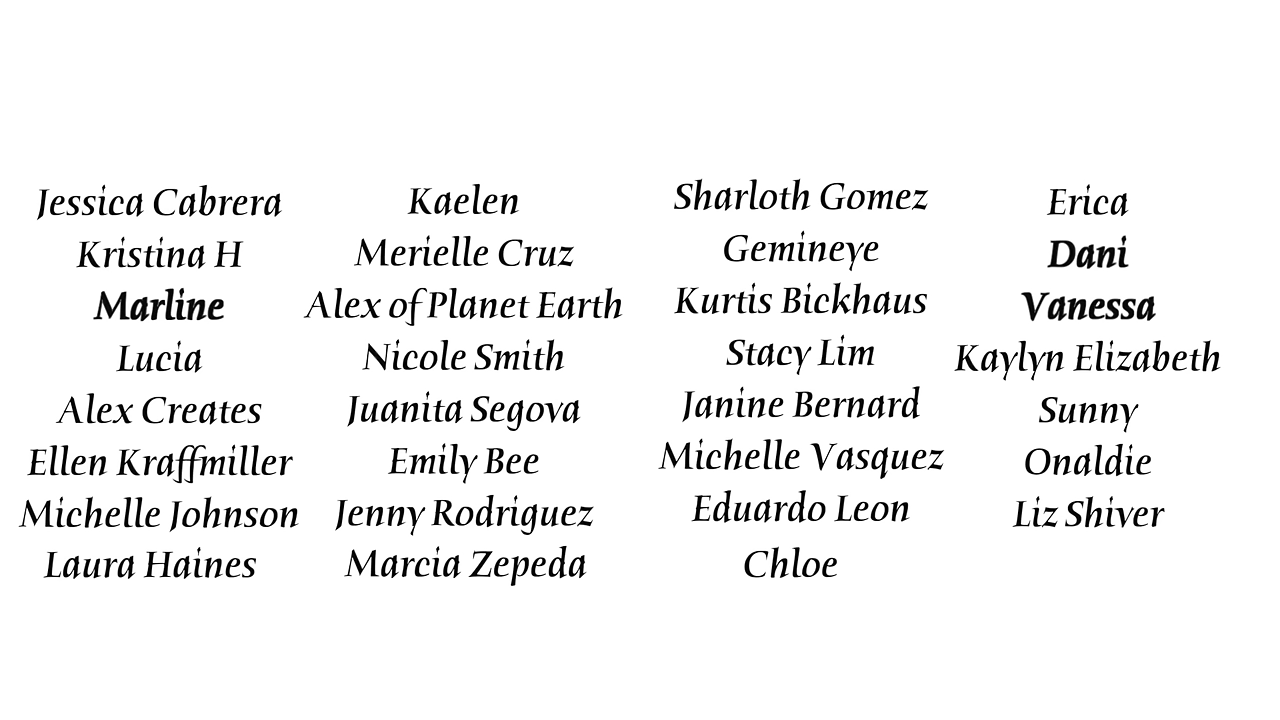 Jessica Cabrera
Kristina H
Marline
Lucia
Alex Creates
Ellen Kraffmiller
Michelle Johnson
Laura Haines
Kaelen
Merielle Cruz
Alex of Planet Earth
Nicole Smith
Juanita Segova
Emily Bee
Jenny Rodriguez
Marcia Zepeda
Sharloth Gomez
Gemineye
Kurtis Bickhaus
Stacy Lim
Janine Bernard
Michelle Vasquez
Eduardo Leon
Chloe
Erica
Dani
Vanessa
Kaylyn Elizabeth
Sunny
Onaldie
Liz Shiver